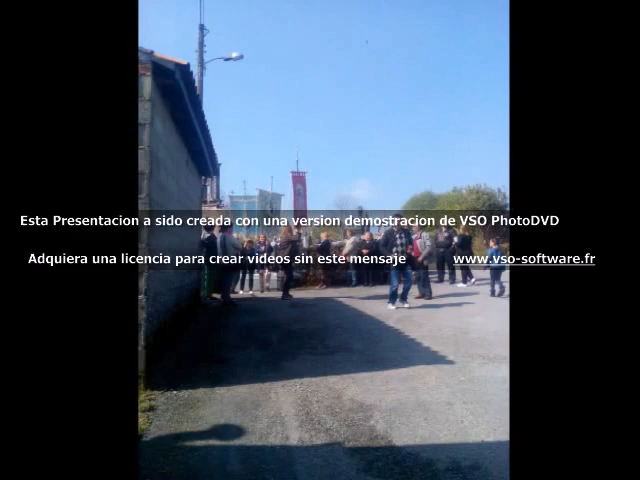 Esta Presentacion a sido creada con una version demostracion de VSO PhotoDVD
Adquiera una licencia para crear videos sin este mensaje www.vso-software.fr